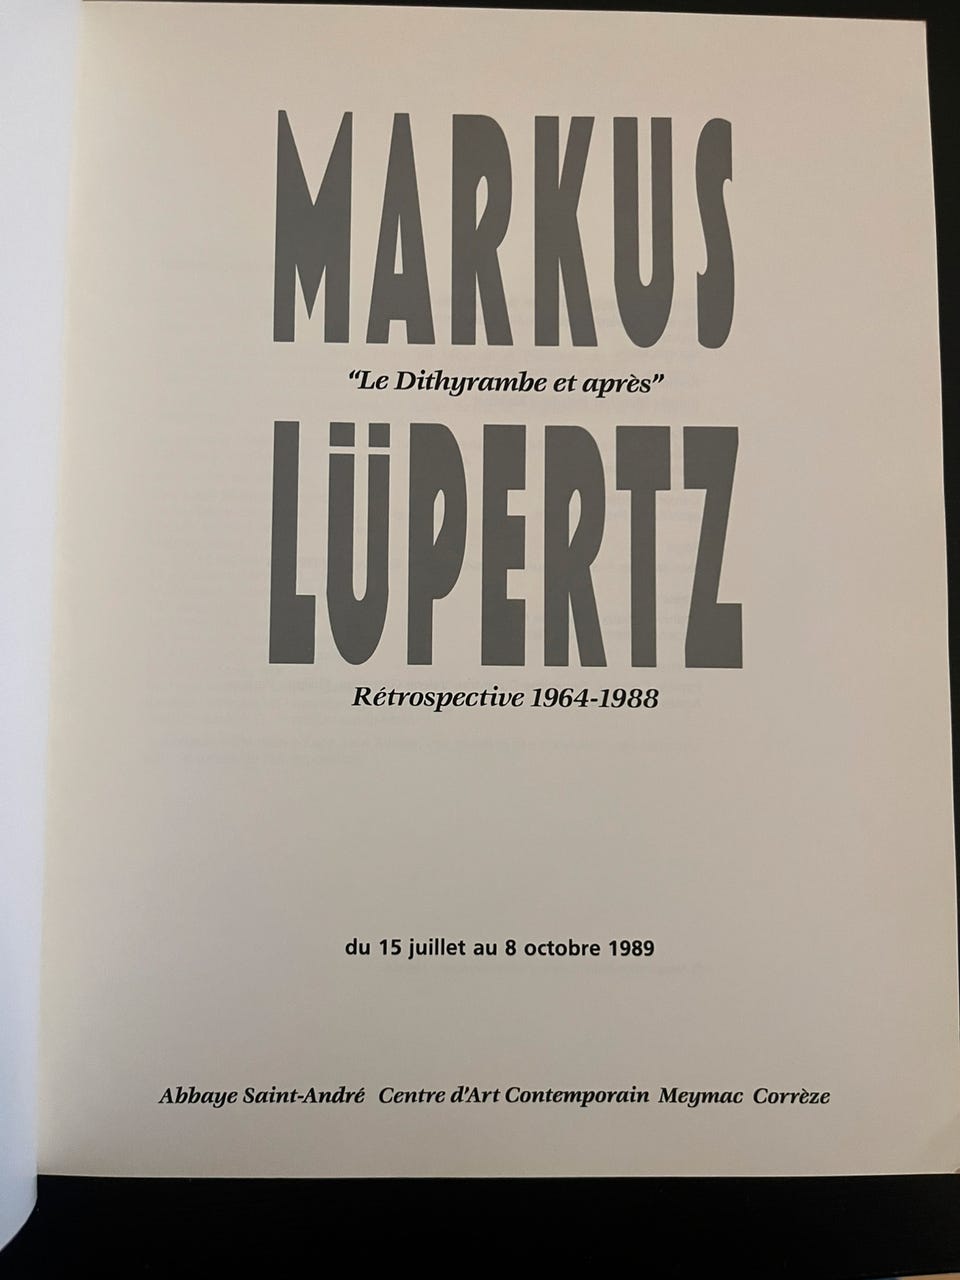 MARKUS
“Le Dithyrambe et après”
LÜPERTZ
Rétrospective 1964-1988
du 15 juillet au 8 octobre 1989
Abbaye Saint-André Centre d'Art Contemporain Meymac Corrèze